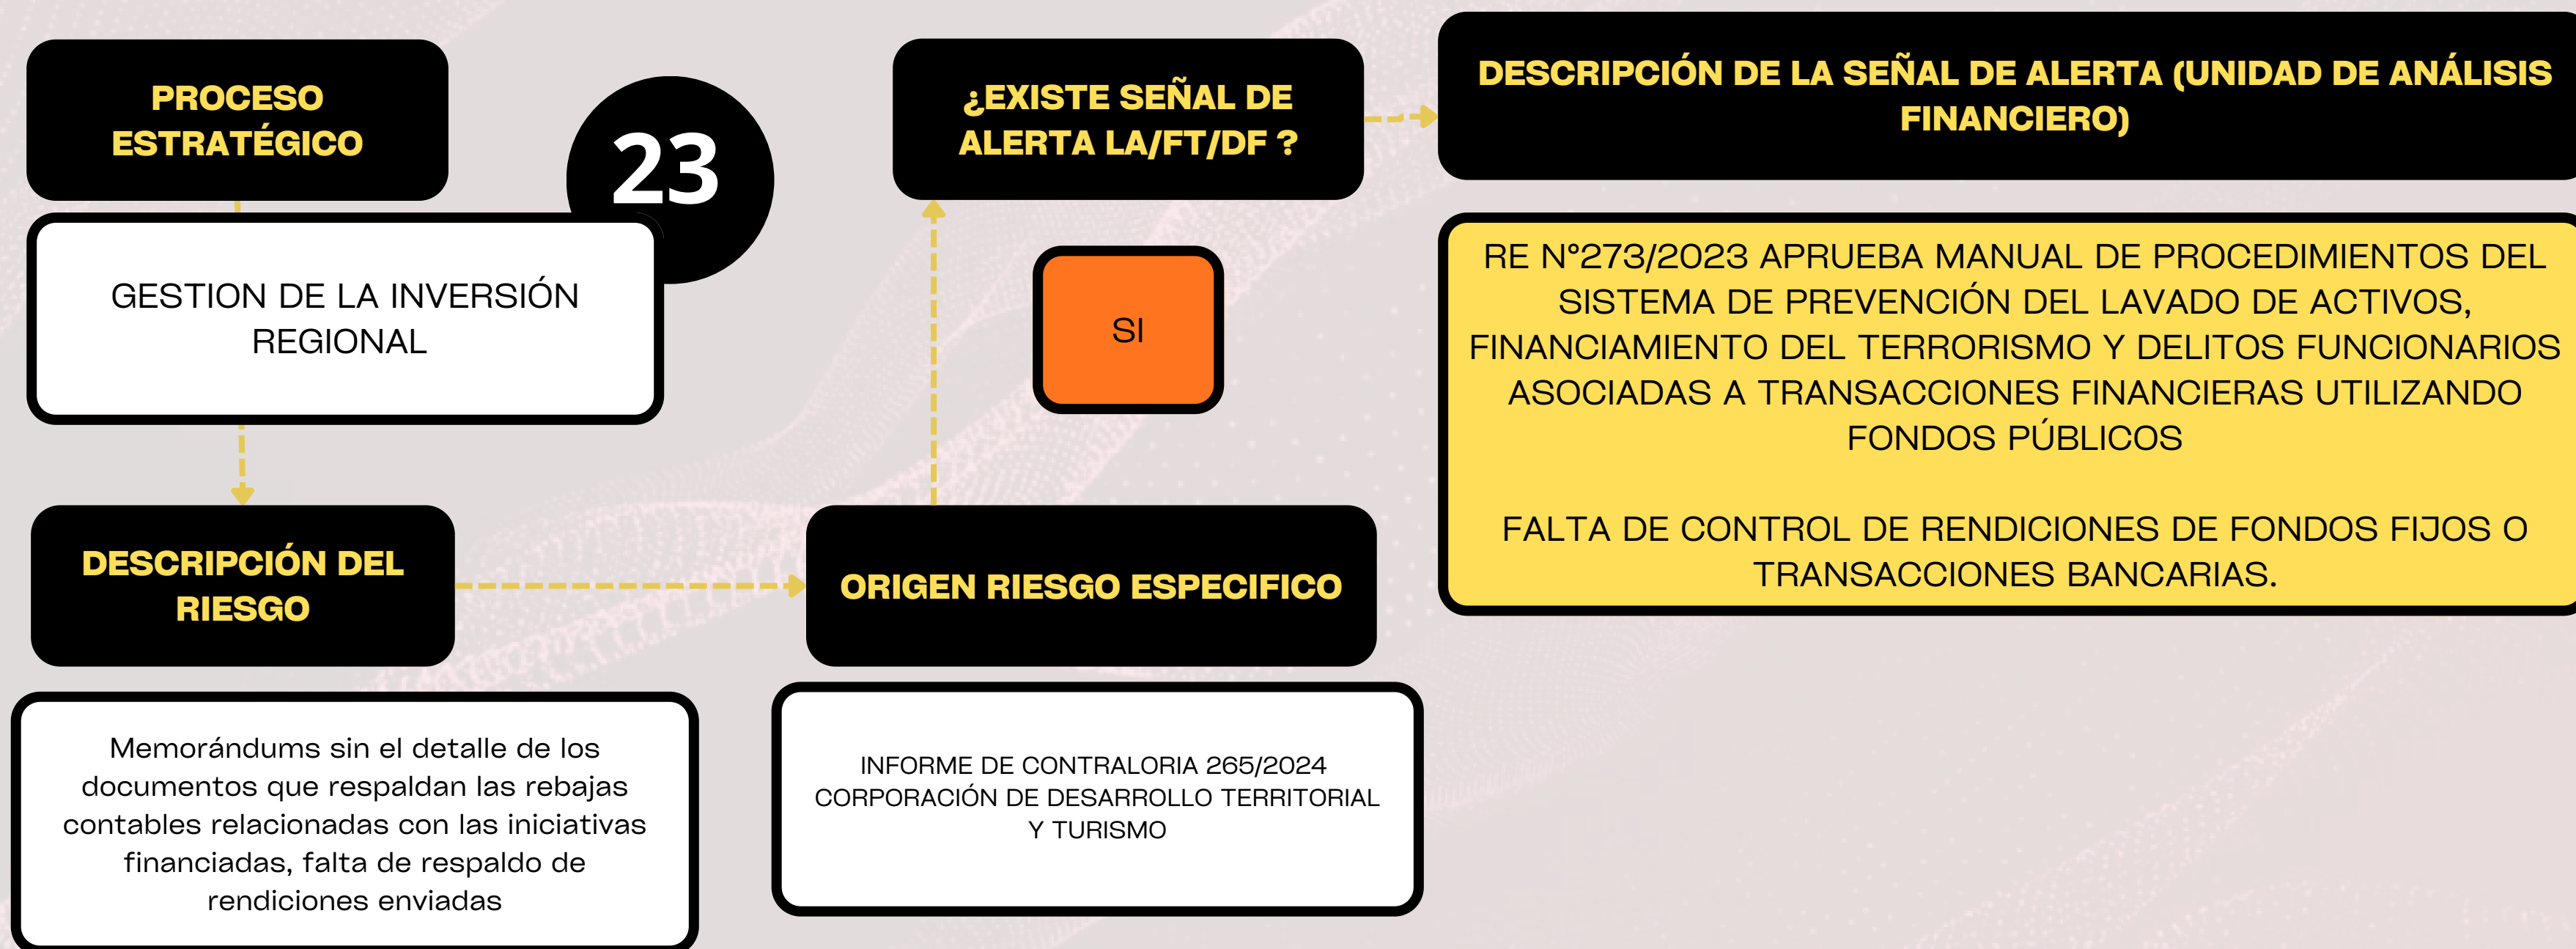 PROCESO
ESTRATÉGICO
23
GESTION DE LA INVERSIÓN
REGIONAL
DESCRIPCIÓN DEL
RIESGO
Memorándums sin el detalle de los
documentos que respaldan las rebajas
contables relacionadas con las iniciativas
financiadas, falta de respaldo de
rendiciones enviadas
ORIGEN RIESGO ESPECIFICO
INFORME DE CONTRALORIA 265/2024
CORPORACIÓN DE DESARROLLO TERRITORIAL
Y TURISMO
¿EXISTE SEÑAL DE
ALERTA LA/FT/DF ?
SI
DESCRIPCIÓN DE LA SEÑAL DE ALERTA (UNIDAD DE ANÁLISIS
FINANCIERO)
RE N°273/2023 APRUEBA MANUAL DE PROCEDIMIENTOS DEL
SISTEMA DE PREVENCIÓN DEL LAVADO DE ACTIVOS,
FINANCIAMIENTO DEL TERRORISMO Y DELITOS FUNCIONARIOS
ASOCIADAS A TRANSACCIONES FINANCIERAS UTILIZANDO
FONDOS PÚBLICOS
FALTA DE CONTROL DE RENDICIONES DE FONDOS FIJOS O
TRANSACCIONES BANCARIAS.